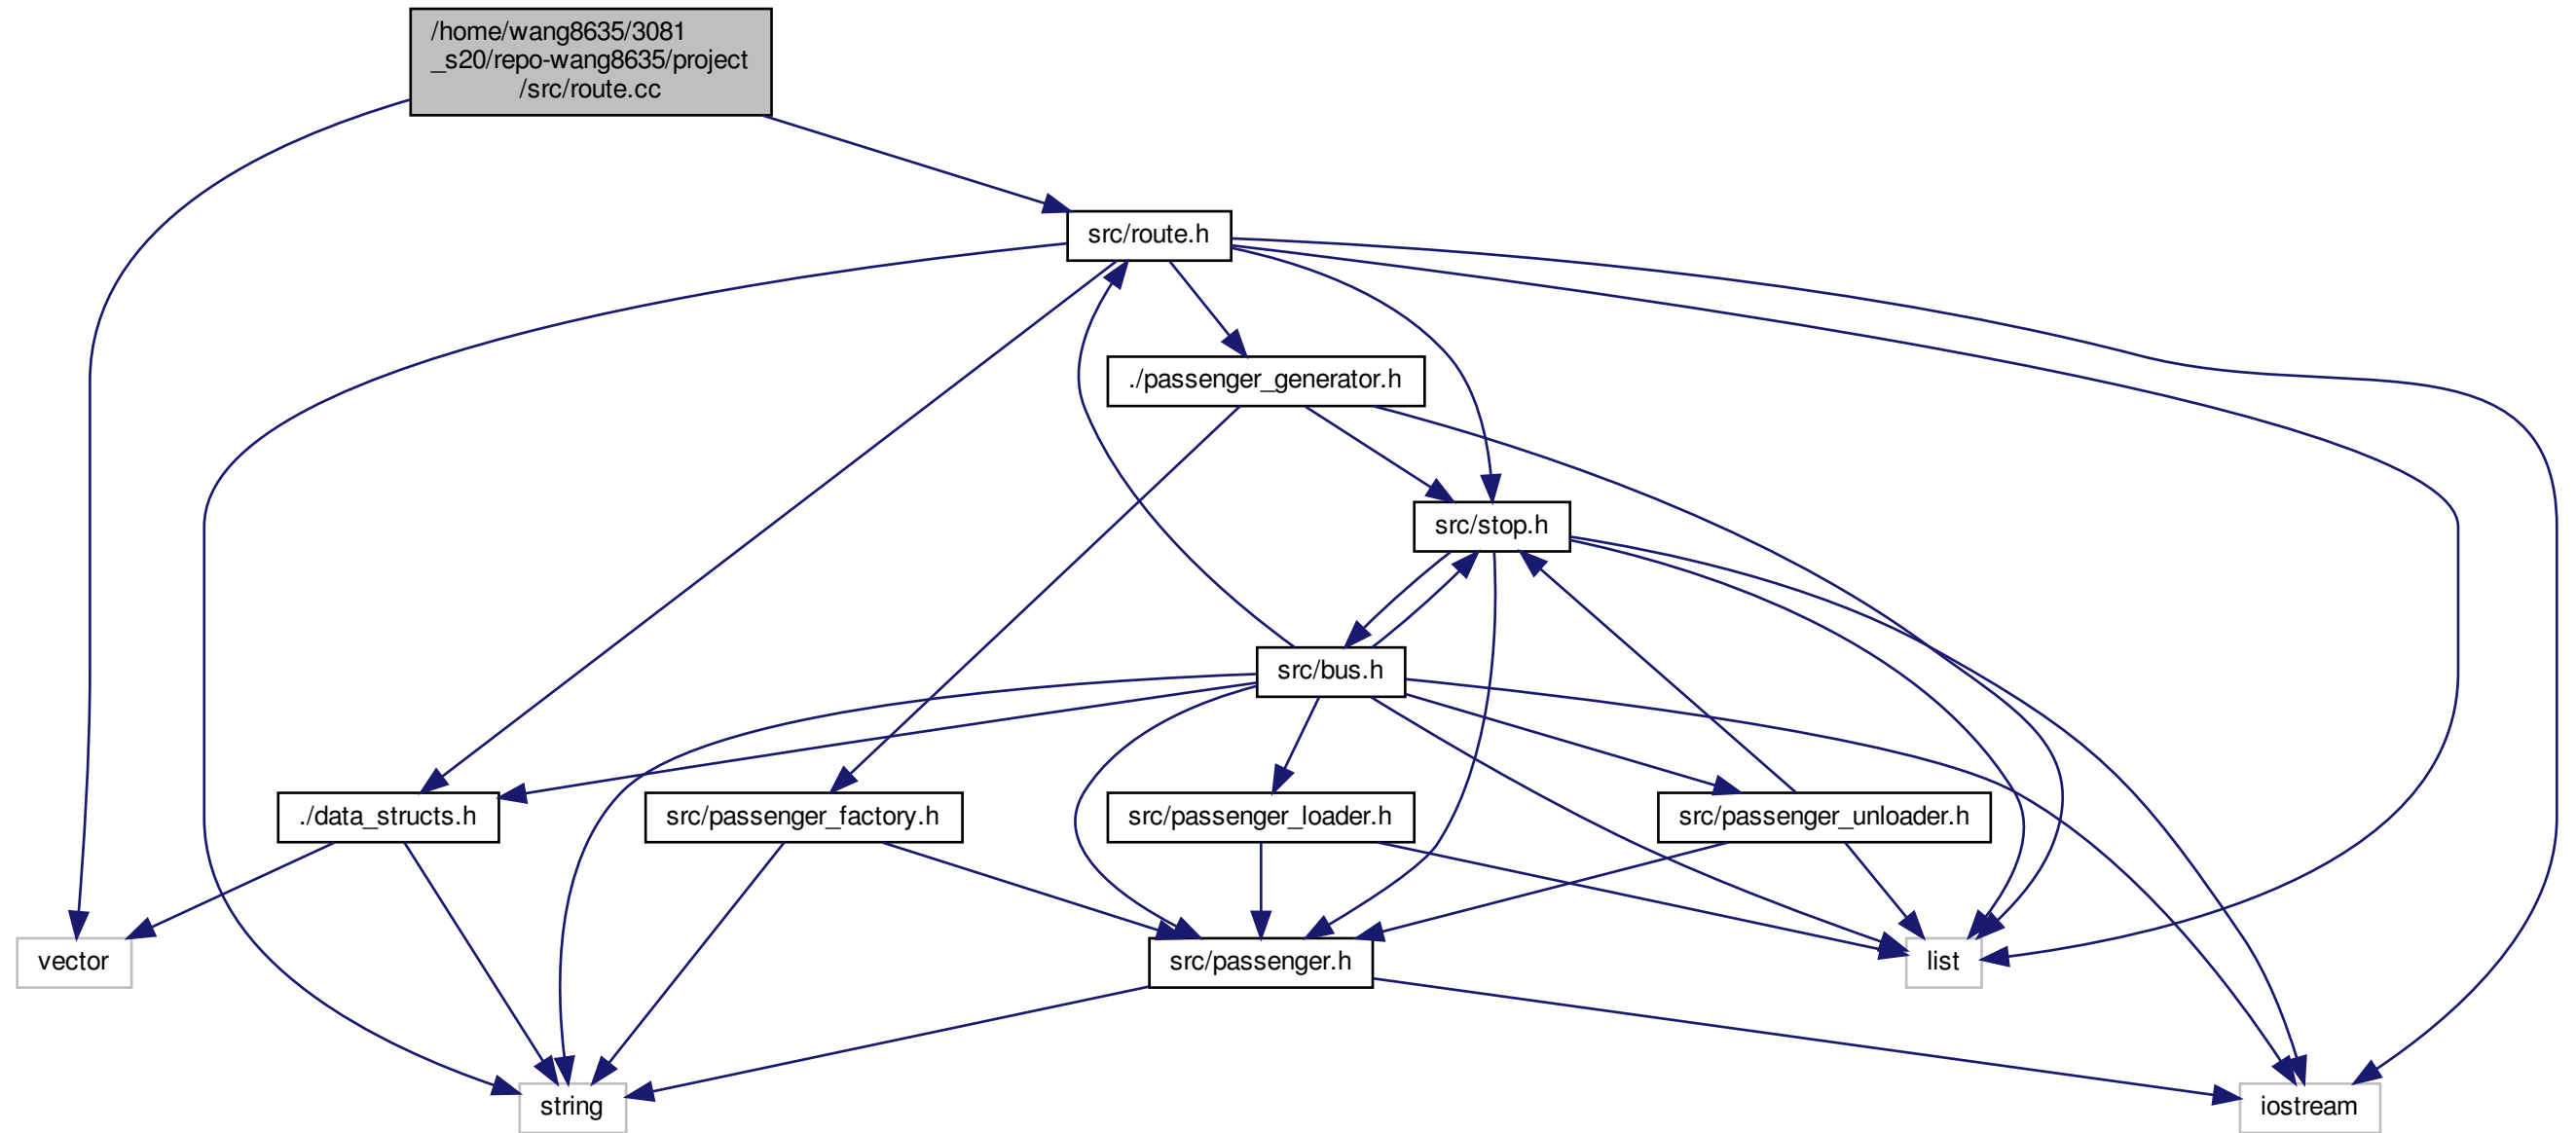 /home/wang8635/3081
_s20/repo-wang8635/project
/src/route.cc
src/route.h
./passenger_generator.h
src/stop.h
src/bus.h
./data_structs.h
src/passenger_factory.h
src/passenger_loader.h
src/passenger_unloader.h
vector
src/passenger.h
list
string
iostream